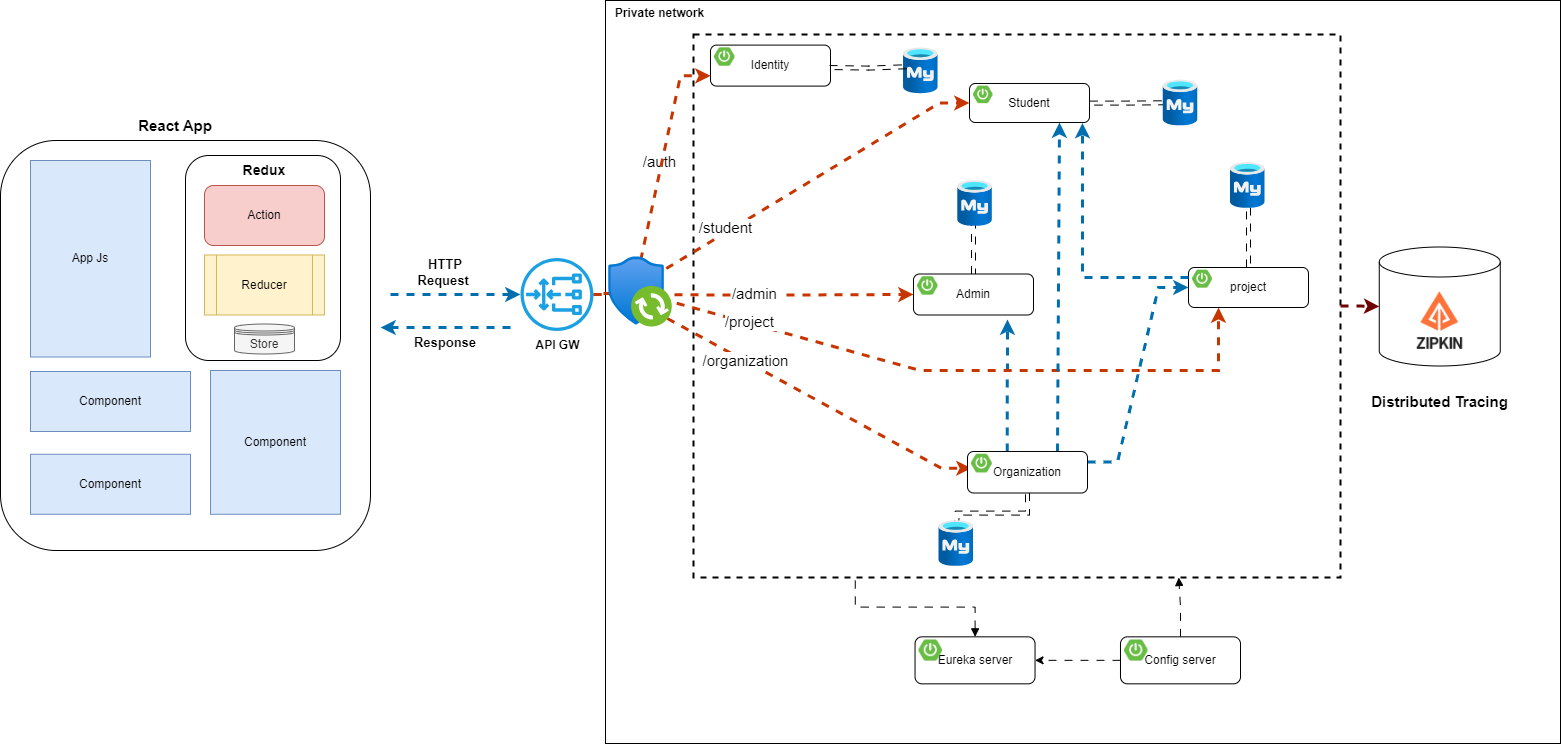 Private network
Identity
My
Student
My
React App
/auth
Redux
Action
App Js
Reducer
Store
HTTP
Request
Response
API GW
/student
My
My
/admin
Admin
project
/project
/organization
ZIPKIN
Distributed Tracing
Component
Component
Component
Organization
My
Eureka server
Config server